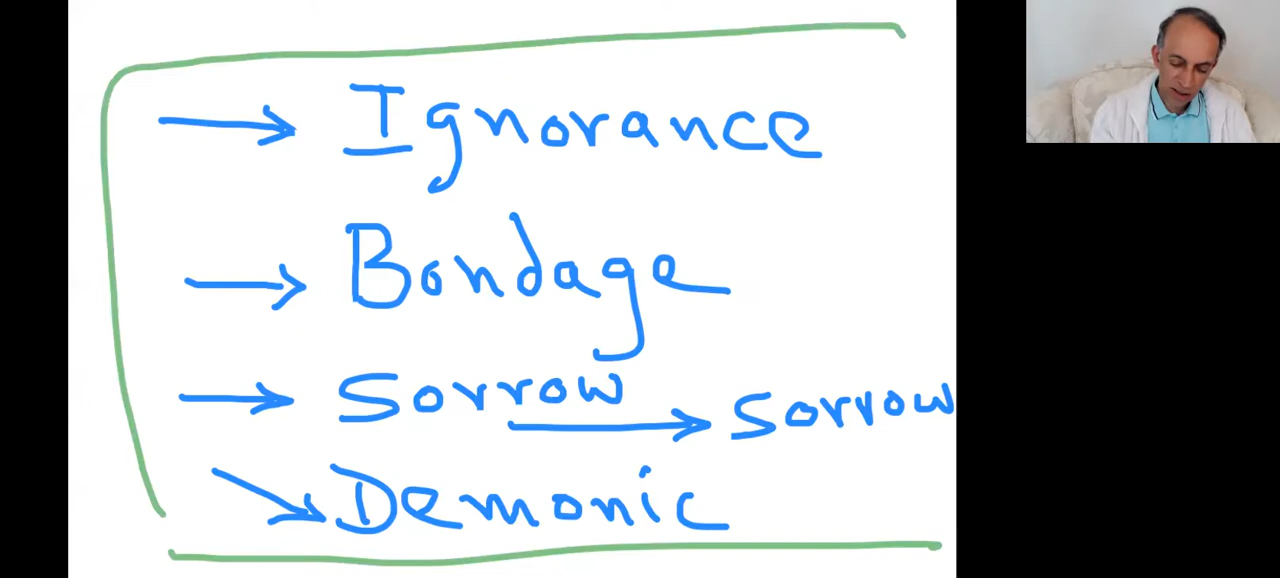 → Ignorance
→ Bondage
→ Sorrow → Sorrow
→ Demonic